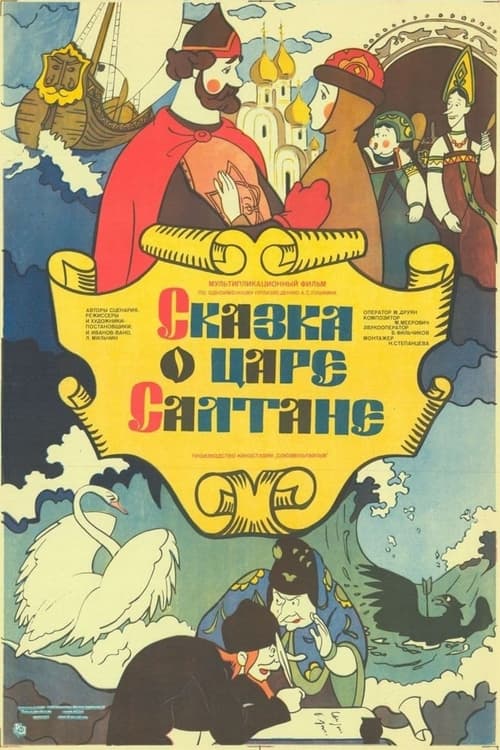 МУЛЬТИПЛИКАЦИОННЫЙ ФИЛЬМ
ПО ОДНОИМЕННОМУ ПРОИЗВЕДЕНИЮ А.С. ПУШКИНА
Сказка
о царе
Салтане
АВТОРЫ СЦЕНАРИЯ,
РЕЖИССЕРЫ
И ХУДОЖНИКИ-
ПОСТАНОВЩИКИ:
И. ИВАНОВ-ВАНО,
Л. МИЛЬЧИН
ОПЕРАТОР М. ДРУЯН
КОМПОЗИТОР
М. МЕЕРОВИЧ
ЗВУКООПЕРАТОР
Б. ФИЛЬЧИКОВ
МОНТАЖЕР
Н. СТЕПАНЦЕВА
ПРОИЗВОДСТВО КИНОСТУДИИ „СОЮЗМУЛЬТФИЛЬМ"